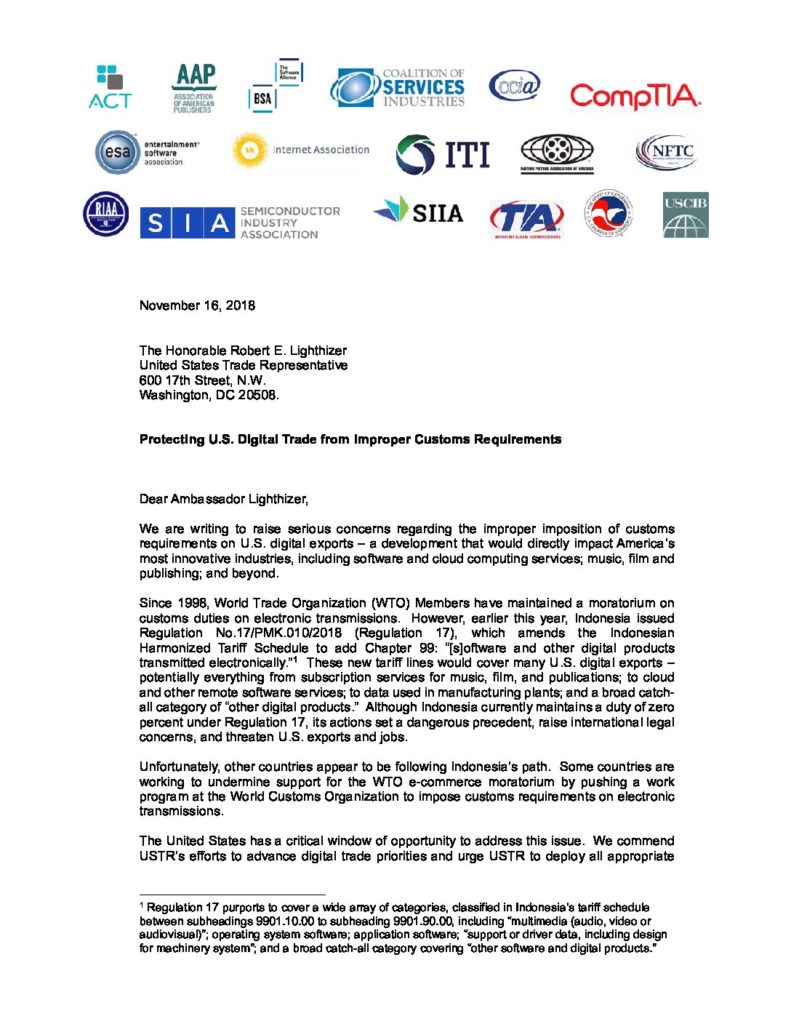 ACT
AAP
ASSOCIATION
OF AMERICAN
PUBLISHERS
The
Software
Alliance
BSA
COALITION OF
SERVICES
INDUSTRIES
ccia
CompTIA.
esa
entertainment
software
association
IA
Internet Association
ITI
MOTION PICTURE ASSOCIATION OF AMERICA
NFTC
RIAA
SIA
SEMICONDUCTOR
INDUSTRY
ASSOCIATION
SIIA
TIA
USCIB
November 16, 2018
The Honorable Robert E. Lighthizer
United States Trade Representative
600 17th Street, N.W.
Washington, DC 20508.
Protecting U.S. Digital Trade from Improper Customs Requirements
Dear Ambassador Lighthizer,
We are writing to raise serious concerns regarding the improper imposition of customs
requirements on U.S. digital exports – a development that would directly impact America's
most innovative industries, including software and cloud computing services; music, film and
publishing; and beyond.
Since 1998, World Trade Organization (WTO) Members have maintained a moratorium on
customs duties on electronic transmissions. However, earlier this year, Indonesia issued
Regulation No.17/PMK.010/2018 (Regulation 17), which amends the Indonesian
Harmonized Tariff Schedule to add Chapter 99: "[s]oftware and other digital products
transmitted electronically."1 These new tariff lines would cover many U.S. digital exports –
potentially everything from subscription services for music, film, and publications; to cloud
and other remote software services; to data used in manufacturing plants; and a broad catch-
all category of "other digital products." Although Indonesia currently maintains a duty of zero
percent under Regulation 17, its actions set a dangerous precedent, raise international legal
concerns, and threaten U.S. exports and jobs.
Unfortunately, other countries appear to be following Indonesia's path. Some countries are
working to undermine support for the WTO e-commerce moratorium by pushing a work
program at the World Customs Organization to impose customs requirements on electronic
transmissions.
The United States has a critical window of opportunity to address this issue. We commend
USTR's efforts to advance digital trade priorities and urge USTR to deploy all appropriate
1 Regulation 17 purports to cover a wide array of categories, classified in Indonesia's tariff schedule
between subheadings 9901.10.00 to subheading 9901.90.00, including "multimedia (audio, video or
audiovisual)"; operating system software; application software; "support or driver data, including design
for machinery system"; and a broad catch-all category covering "other software and digital products."